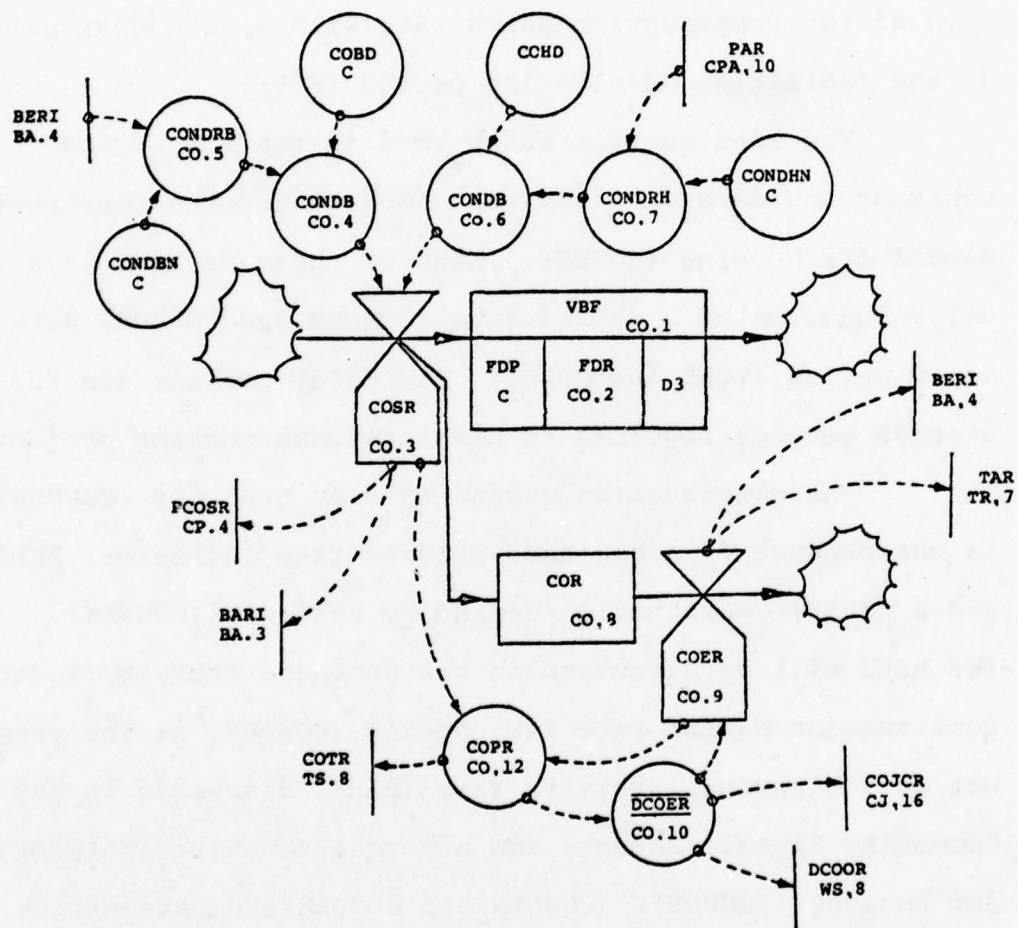 COBD
C
CCHD
PAR
CPA,10
BERI
BA.4
CONDRB
CO.5
CONDB
CO.4
CONDB
CO.6
CONDRH
CO.7
CONDHN
C
CONDBN
C
VBF
CO.1
FDP
C
FDR
CO,2
D3
COSR
CO.3
BERI
BA,4
TAR
TR,7
PCOSR
CP.4
BARI
BA.3
COR
CO,8
COER
CO.9
COTR
TS,8
COPR
CO,12
DCOER
CO.10
COJCR
CJ,16
DCOOR
WS,8